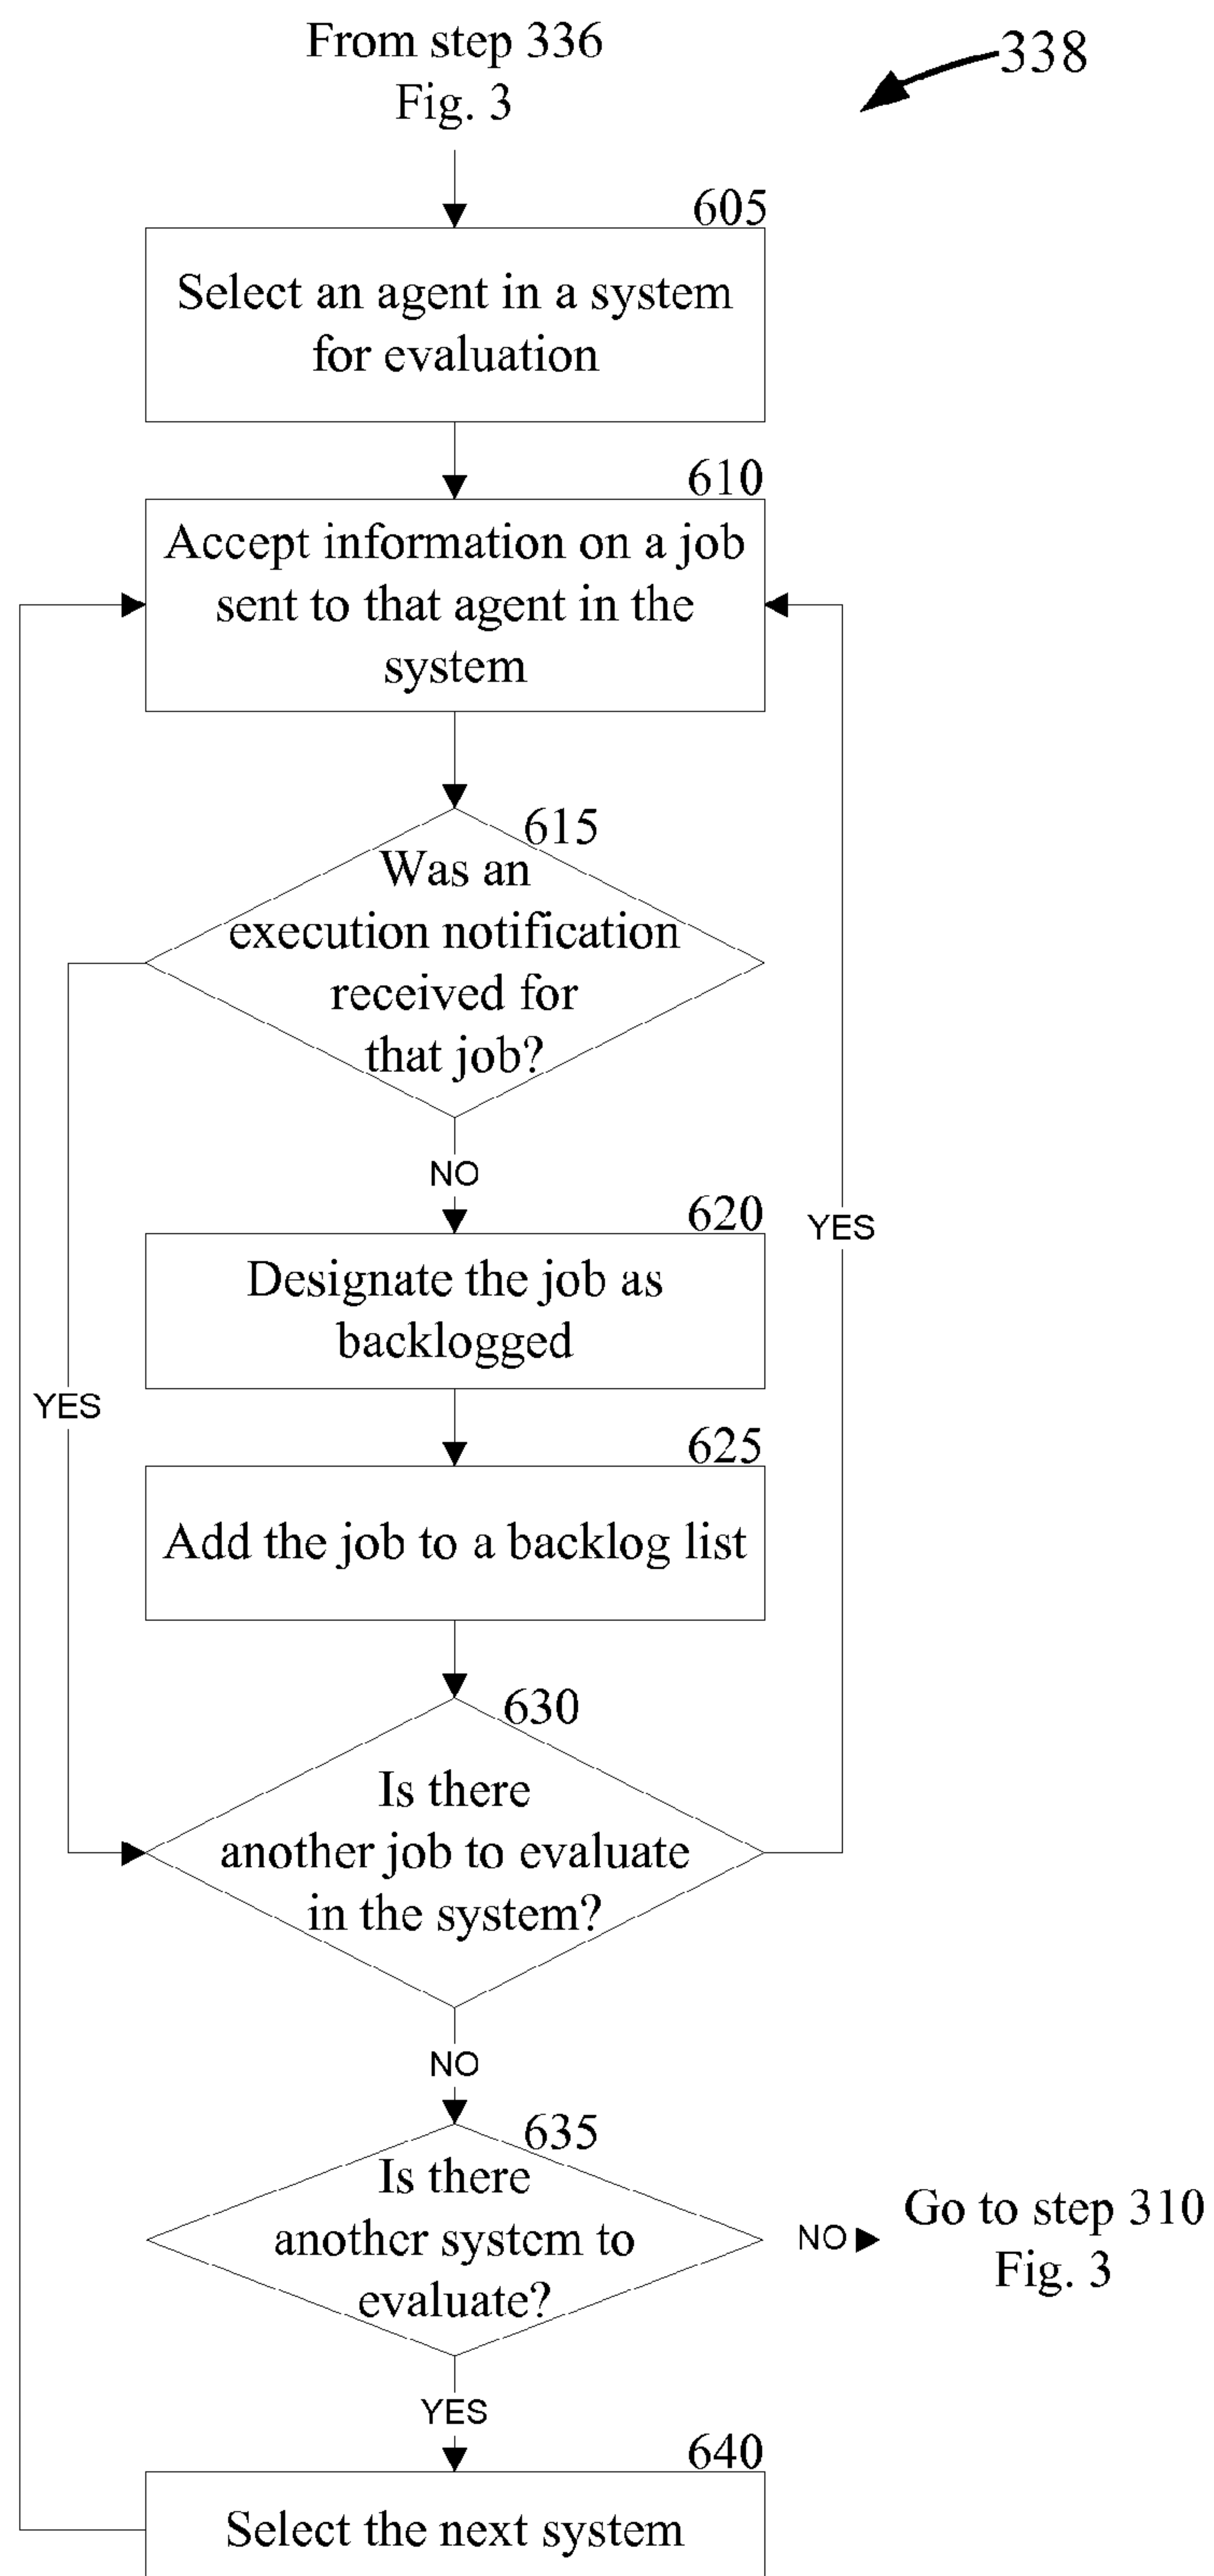 From step 336
Fig. 3
338
605
Select an agent in a system
for evaluation
610
Accept information on a job
sent to that agent in the
system
615
Was an
execution notification
received for
that job?
NO
620
Designate the job as
backlogged
YES
YES
625
Add the job to a backlog list
630
Is there
another job to evaluate
in the system?
NO
635
Is there
another system to
evaluate?
NO
Go to step 310
Fig. 3
YES
640
Select the next system